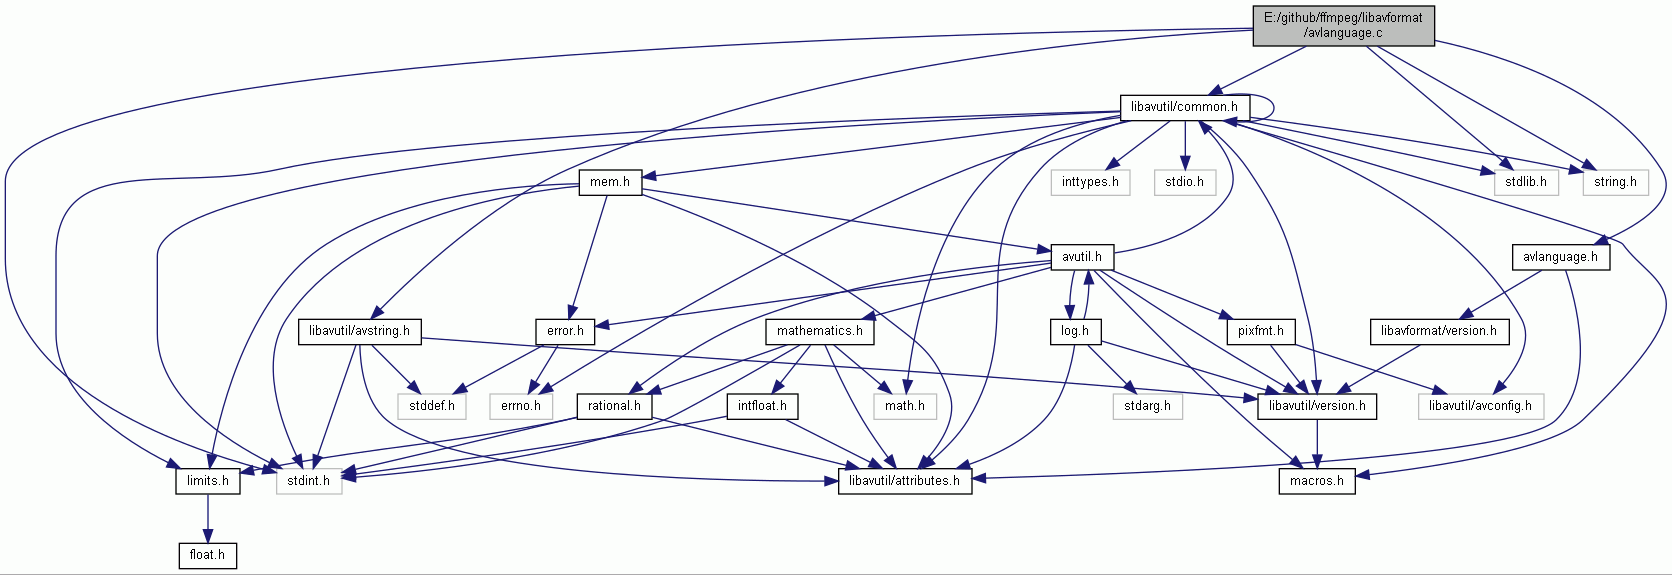 E:/github/ffmpeg/libavformat
/avlanguage.c
libavutil/common.h
mem.h
inttypes.h
stdio.h
stdlib.h
string.h
avutil.h
avlanguage.h
libavutil/avstring.h
error.h
mathematics.h
log.h
pixfmt.h
libavformat/version.h
stddef.h
errno.h
rational.h
intfloat.h
math.h
stdarg.h
libavutil/version.h
libavutil/avconfig.h
limits.h
stdint.h
libavutil/attributes.h
macros.h
float.h